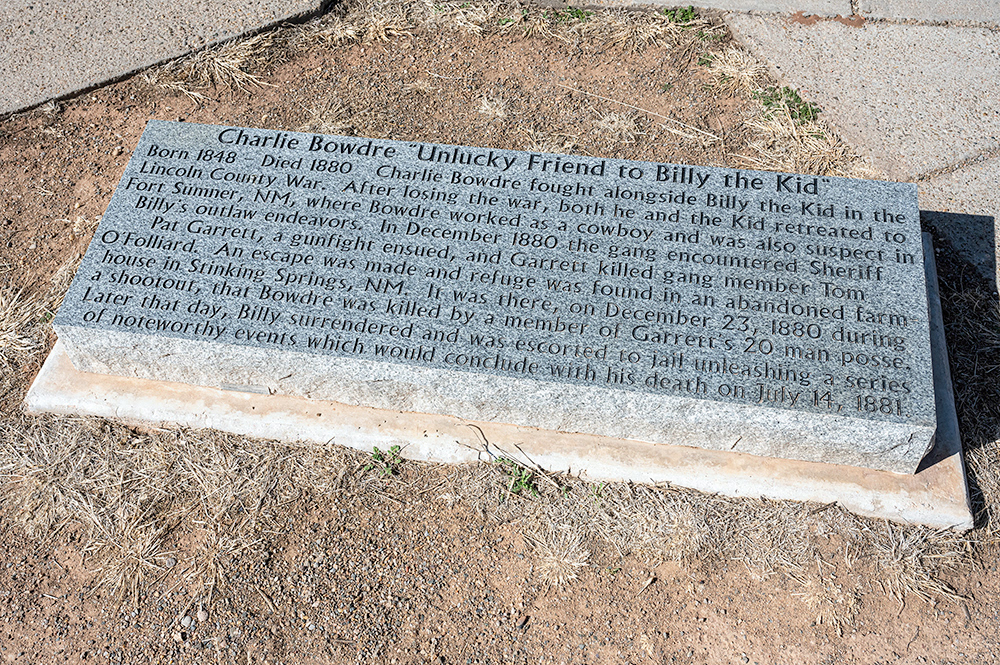 Charlie Bowdre "Unlucky Friend to Billy the Kid"
Born 1848 - Died 1880   Charlie Bowdre fought alongside Billy the Kid in the
Lincoln County War.  After losing the war, both he and the Kid retreated to
Fort Sumner, NM, where Bowdre worked as a cowboy and was also suspect in
Billy's outlaw endeavors.  In December 1880 the gang encountered Sheriff
Pat Garrett, a gunfight ensued, and Garrett killed gang member Tom
O'Folliard.  An escape was made and refuge was found in an abandoned farm
house in Stinking Springs, NM.  It was there, on December 23, 1880 during
a shootout, that Bowdre was killed by a member of Garrett's 20 man posse.
Later that day, Billy surrendered and was escorted to jail unleashing a series
of noteworthy events which would conclude with his death on July 14, 1881.